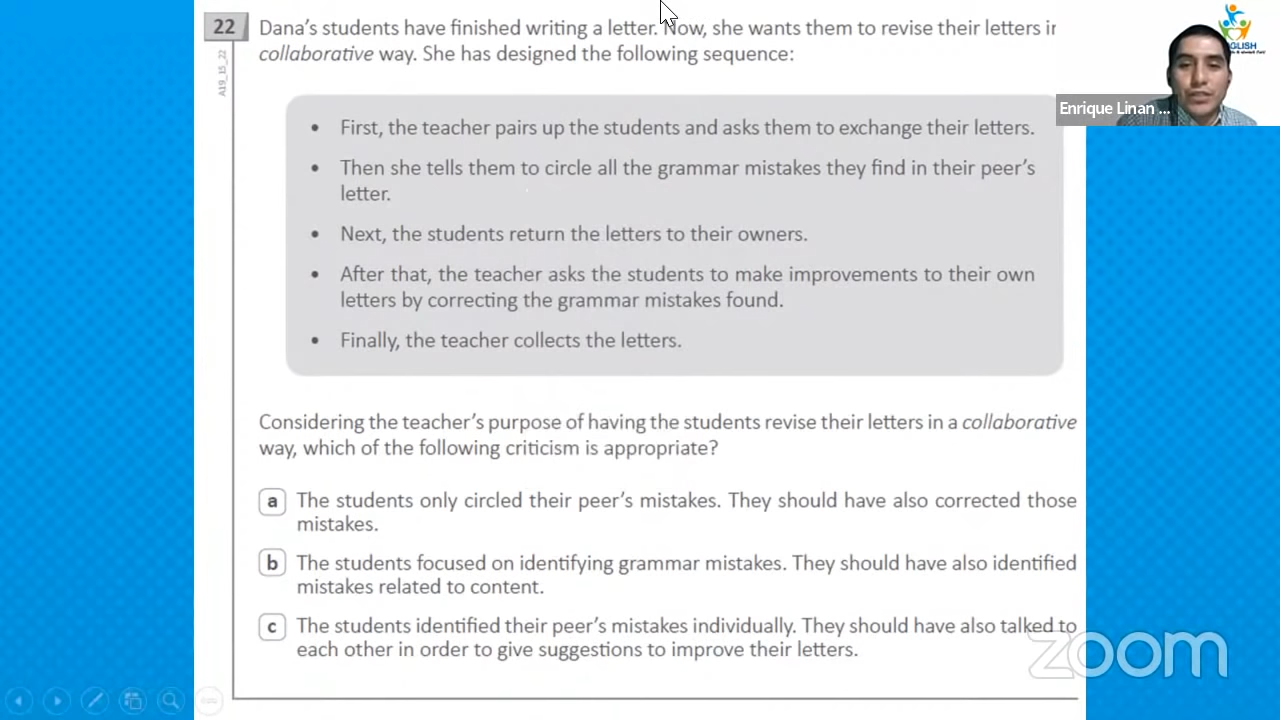 22
Dana's students have finished writing a letter. Now, she wants them to revise their letters ir
collaborative way. She has designed the following sequence:
A19_15_22
GLISH
Enrique Linan ...
• First, the teacher pairs up the students and asks them to exchange their letters.
• Then she tells them to circle all the grammar mistakes they find in their peer's
letter.
• Next, the students return the letters to their owners.
• After that, the teacher asks the students to make improvements to their own
letters by correcting the grammar mistakes found.
• Finally, the teacher collects the letters.
Considering the teacher's purpose of having the students revise their letters in a collaborative
way, which of the following criticism is appropriate?
a The students only circled their peer's mistakes. They should have also corrected those
mistakes.
b The students focused on identifying grammar mistakes. They should have also identified
mistakes related to content.
c The students identified their peer's mistakes individually. They should have also talked to
each other in order to give suggestions to improve their letters.
zoom